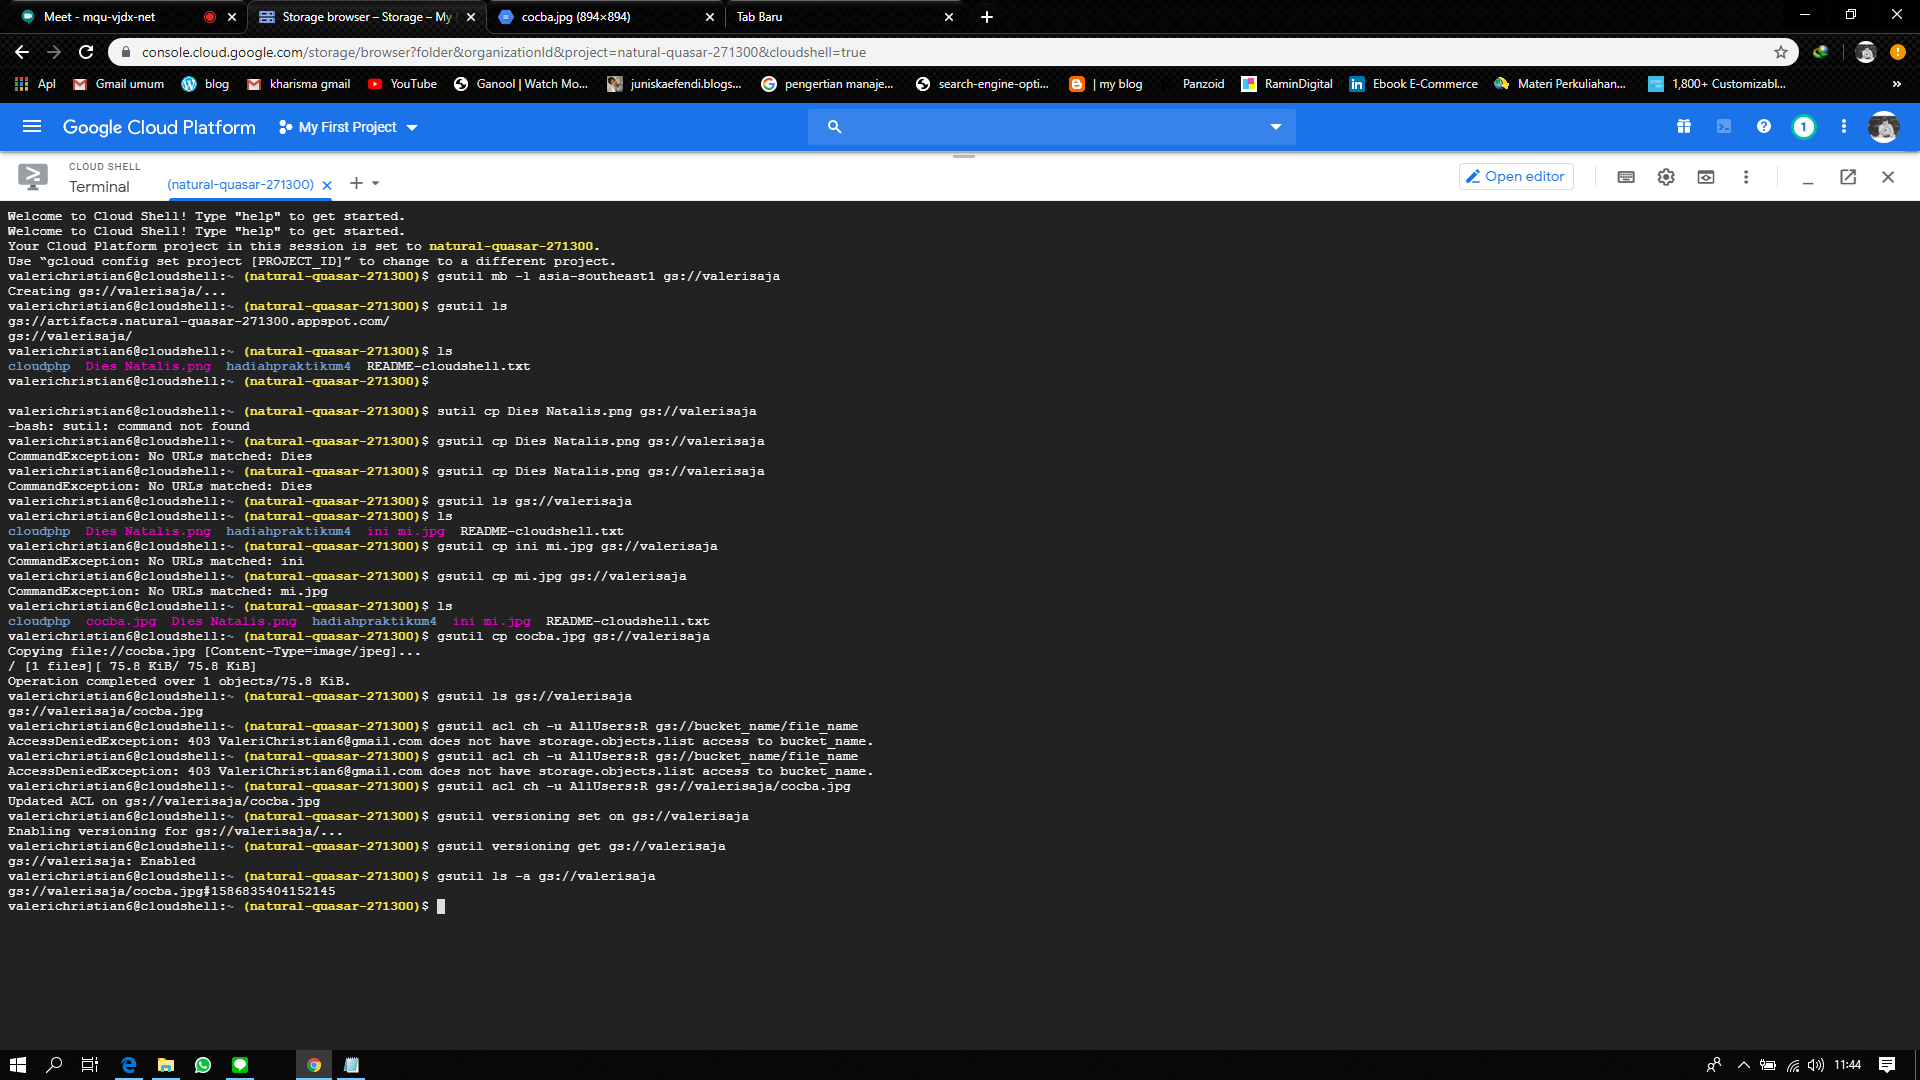 Meet - mqu-vjdx-net
Storage browser – Storage – My
cocba.jpg (894×894)
Tab Baru
console.cloud.google.com/storage/browser?folder&organizationId&project=natural-quasar-271300&cloudshell=true
Apl
Gmail umum
blog
kharisma gmail
YouTube
Ganool | Watch Mo...
juniskaefendi.blogs...
pengertian manaje...
search-engine-opti...
| my blog
Panzoid
RaminDigital
Ebook E-Commerce
Materi Perkuliahan...
1,800+ Customizabl...
»
Google Cloud Platform
My First Project
1
CLOUD SHELL
Terminal
(natural-quasar-271300)
Open editor
Welcome to Cloud Shell! Type "help" to get started.
Welcome to Cloud Shell! Type "help" to get started.
Your Cloud Platform project in this session is set to natural-quasar-271300.
Use “gcloud config set project [PROJECT_ID]” to change to a different project.
valerichristian6@cloudshell:~ (natural-quasar-271300)$ gsutil mb -l asia-southeast1 gs://valerisaja
Creating gs://valerisaja/...
valerichristian6@cloudshell:~ (natural-quasar-271300)$ gsutil ls
gs://artifacts.natural-quasar-271300.appspot.com/
gs://valerisaja/
valerichristian6@cloudshell:~ (natural-quasar-271300)$ ls
cloudphp  Dies Natalis.png  hadiahpraktikum4  README-cloudshell.txt
valerichristian6@cloudshell:~ (natural-quasar-271300)$
valerichristian6@cloudshell:~ (natural-quasar-271300)$ sutil cp Dies Natalis.png gs://valerisaja
-bash: sutil: command not found
valerichristian6@cloudshell:~ (natural-quasar-271300)$ gsutil cp Dies Natalis.png gs://valerisaja
CommandException: No URLs matched: Dies
valerichristian6@cloudshell:~ (natural-quasar-271300)$ gsutil cp Dies Natalis.png gs://valerisaja
CommandException: No URLs matched: Dies
valerichristian6@cloudshell:~ (natural-quasar-271300)$ gsutil ls gs://valerisaja
valerichristian6@cloudshell:~ (natural-quasar-271300)$ ls
cloudphp  Dies Natalis.png  hadiahpraktikum4  ini mi.jpg  README-cloudshell.txt
valerichristian6@cloudshell:~ (natural-quasar-271300)$ gsutil cp ini mi.jpg gs://valerisaja
CommandException: No URLs matched: ini
valerichristian6@cloudshell:~ (natural-quasar-271300)$ gsutil cp mi.jpg gs://valerisaja
CommandException: No URLs matched: mi.jpg
valerichristian6@cloudshell:~ (natural-quasar-271300)$ ls
cloudphp  cocba.jpg  Dies Natalis.png  hadiahpraktikum4  ini mi.jpg  README-cloudshell.txt
valerichristian6@cloudshell:~ (natural-quasar-271300)$ gsutil cp cocba.jpg gs://valerisaja
Copying file://cocba.jpg [Content-Type=image/jpeg]...
/ [1 files][ 75.8 KiB/ 75.8 KiB]
Operation completed over 1 objects/75.8 KiB.
valerichristian6@cloudshell:~ (natural-quasar-271300)$ gsutil ls gs://valerisaja
gs://valerisaja/cocba.jpg
valerichristian6@cloudshell:~ (natural-quasar-271300)$ gsutil acl ch -u AllUsers:R gs://bucket_name/file_name
AccessDeniedException: 403 ValeriChristian6@gmail.com does not have storage.objects.list access to bucket_name.
valerichristian6@cloudshell:~ (natural-quasar-271300)$ gsutil acl ch -u AllUsers:R gs://bucket_name/file_name
AccessDeniedException: 403 ValeriChristian6@gmail.com does not have storage.objects.list access to bucket_name.
valerichristian6@cloudshell:~ (natural-quasar-271300)$ gsutil acl ch -u AllUsers:R gs://valerisaja/cocba.jpg
Updated ACL on gs://valerisaja/cocba.jpg
valerichristian6@cloudshell:~ (natural-quasar-271300)$ gsutil versioning set on gs://valerisaja
Enabling versioning for gs://valerisaja/...
valerichristian6@cloudshell:~ (natural-quasar-271300)$ gsutil versioning get gs://valerisaja
gs://valerisaja: Enabled
valerichristian6@cloudshell:~ (natural-quasar-271300)$ gsutil ls -a gs://valerisaja
gs://valerisaja/cocba.jpg#1586835404152145
valerichristian6@cloudshell:~ (natural-quasar-271300)$
11:44